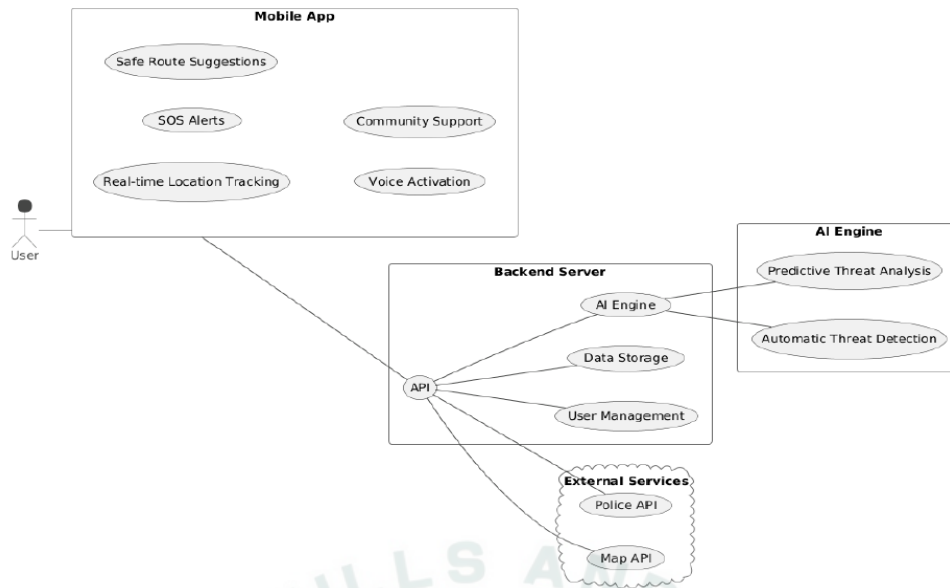 Mobile App
Safe Route Suggestions
SOS Alerts
Community Support
Real-time Location Tracking
Voice Activation
User
AI Engine
Predictive Threat Analysis
Automatic Threat Detection
Backend Server
AI Engine
Data Storage
API
User Management
External Services
Police API
Map API